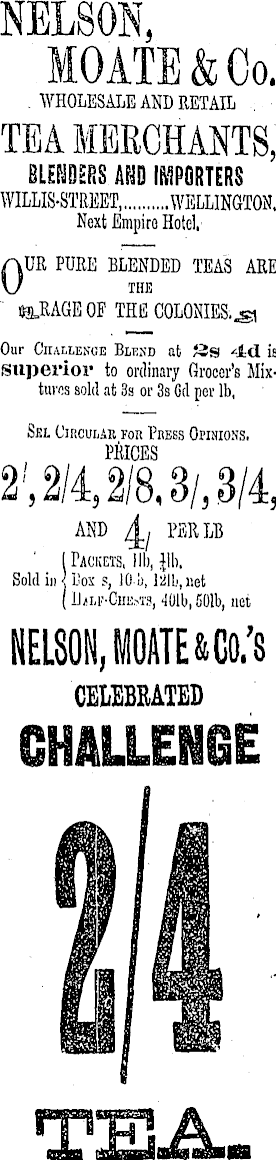 NELSON,
MOATE & Co.
WHOLESALE AND RETAIL
TEA MERCHANTS,
BLENDERS AND IMPORTERS
WILLIS-STREET,..........WELLINGTON,
Next Empire Hotel.
OUR PURE BLENDED TEAS ARE
THE
RAGE OF THE COLONIES.
Our CHALLENGE BLEND at 2s 4d is
superior to ordinary Grocer's Mix-
tures sold at 3s or 3s 6d per lb.
SEE CIRCULAR FOR PRESS OPINIONS.
PRICES
2/, 2/4, 2/8, 3/, 3/4,
AND 4/ PER LB
PACKETS, 1lb, ½lb,
Sold in Box s, 10 b, 12lb, net
HALF-CHESTS, 40lb, 50lb, net
NELSON, MOATE & CO.'S
CELEBRATED
CHALLENGE
2/4
TEA.